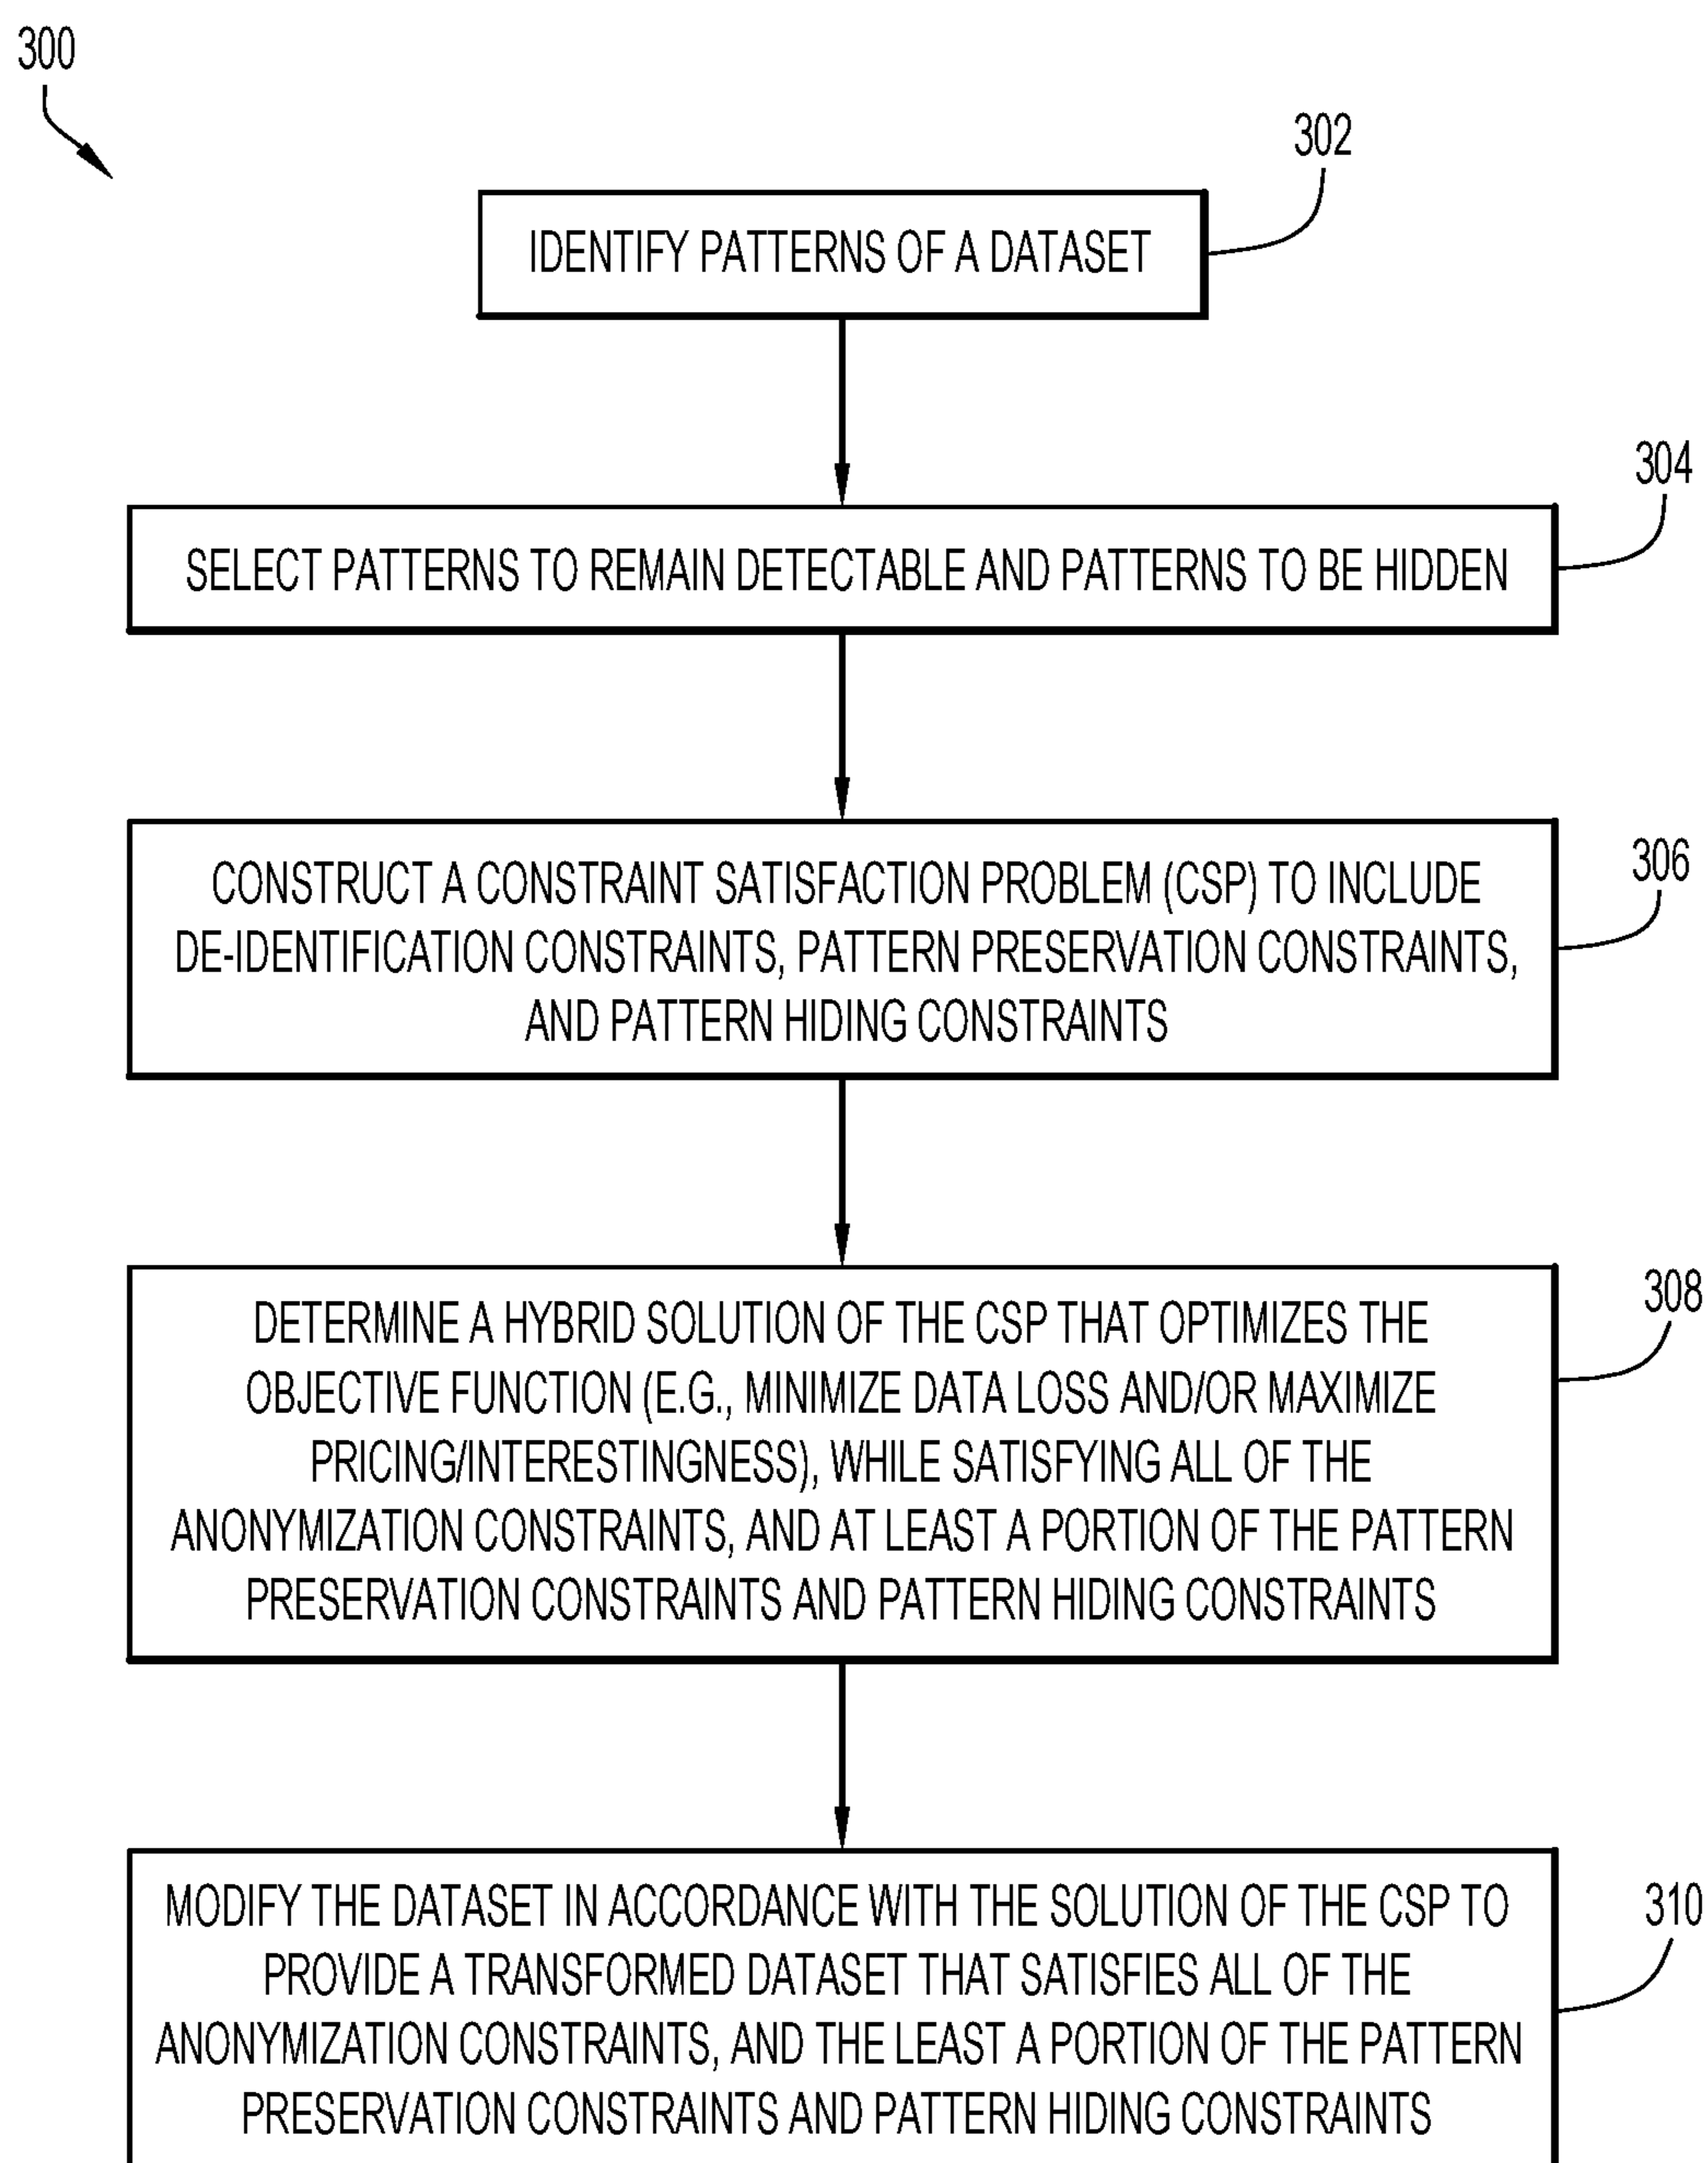 300
302
IDENTIFY PATTERNS OF A DATASET
304
SELECT PATTERNS TO REMAIN DETECTABLE AND PATTERNS TO BE HIDDEN
306
CONSTRUCT A CONSTRAINT SATISFACTION PROBLEM (CSP) TO INCLUDE
DE-IDENTIFICATION CONSTRAINTS, PATTERN PRESERVATION CONSTRAINTS,
AND PATTERN HIDING CONSTRAINTS
308
DETERMINE A HYBRID SOLUTION OF THE CSP THAT OPTIMIZES THE
OBJECTIVE FUNCTION (E.G., MINIMIZE DATA LOSS AND/OR MAXIMIZE
PRICING/INTERESTINGNESS), WHILE SATISFYING ALL OF THE
ANONYMIZATION CONSTRAINTS, AND AT LEAST A PORTION OF THE PATTERN
PRESERVATION CONSTRAINTS AND PATTERN HIDING CONSTRAINTS
310
MODIFY THE DATASET IN ACCORDANCE WITH THE SOLUTION OF THE CSP TO
PROVIDE A TRANSFORMED DATASET THAT SATISFIES ALL OF THE
ANONYMIZATION CONSTRAINTS, AND THE LEAST A PORTION OF THE PATTERN
PRESERVATION CONSTRAINTS AND PATTERN HIDING CONSTRAINTS